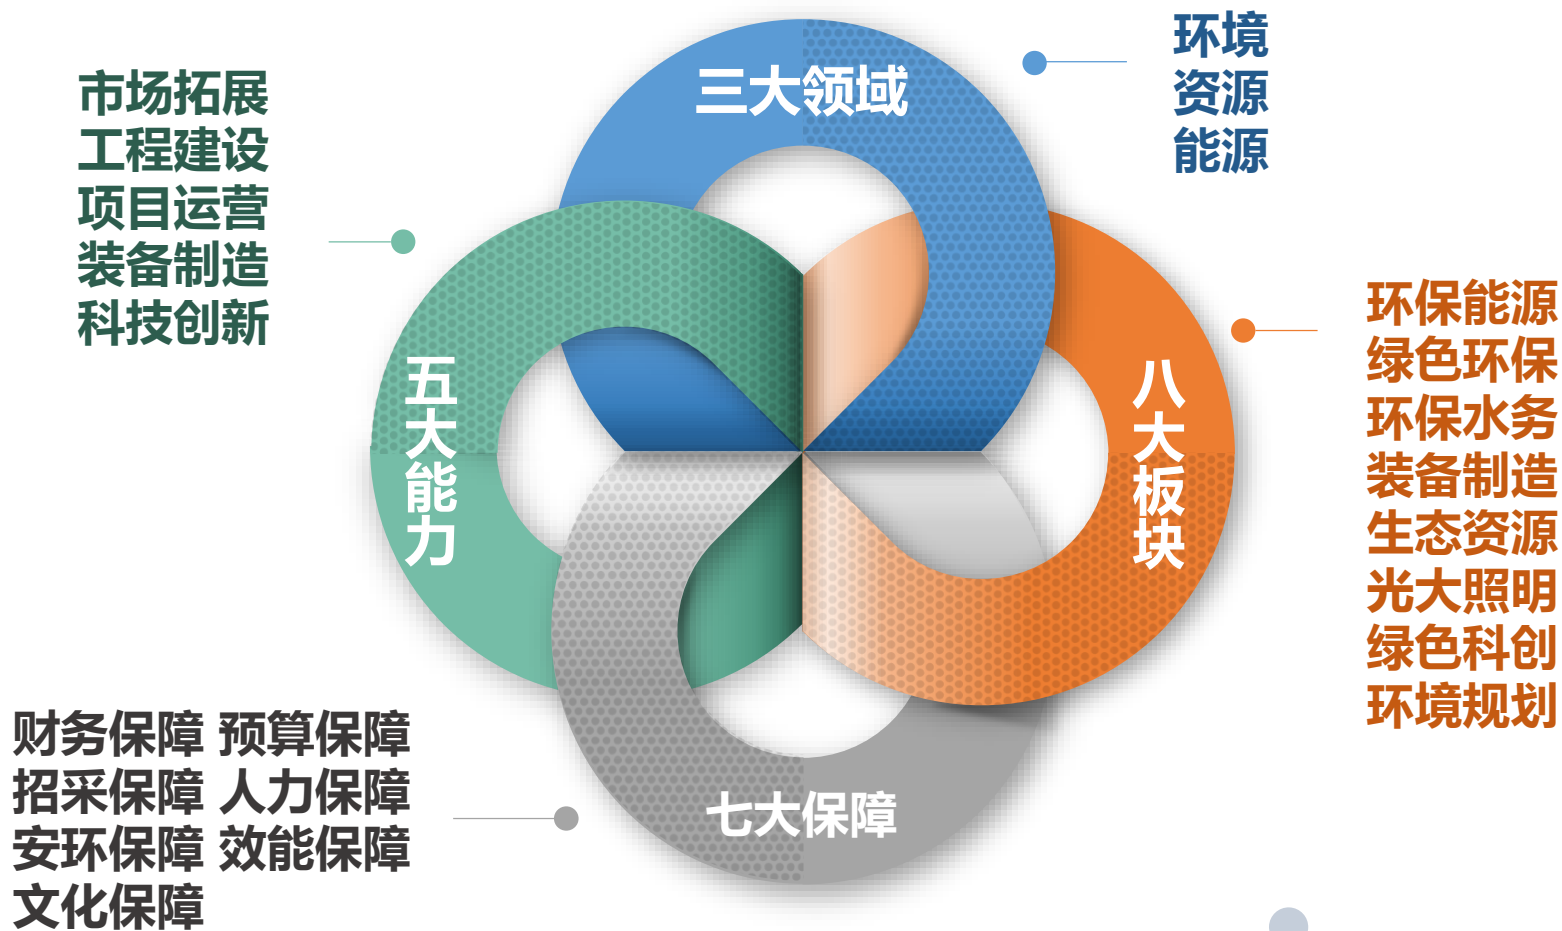 三大领域
环境
资源
能源
市场拓展
工程建设
项目运营
装备制造
科技创新
五大能力
八大板块
环保能源
绿色环保
环保水务
装备制造
生态资源
光大照明
绿色科创
环境规划
七大保障
财务保障 预算保障
招采保障 人力保障
安环保障 效能保障
文化保障